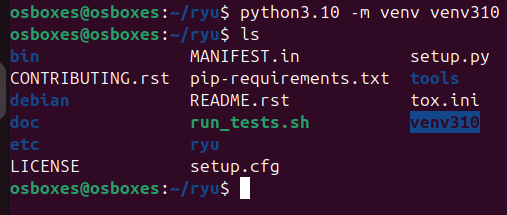 osboxes@osboxes:~/ryu$ python3.10 -m venv venv310
osboxes@osboxes:~/ryu$ ls
bin MANIFEST.in setup.py
CONTRIBUTING.rst pip-requirements.txt tools
debian README.rst tox.ini
doc run_tests.sh venv310
etc ryu
LICENSE setup.cfg
osboxes@osboxes:~/ryu$